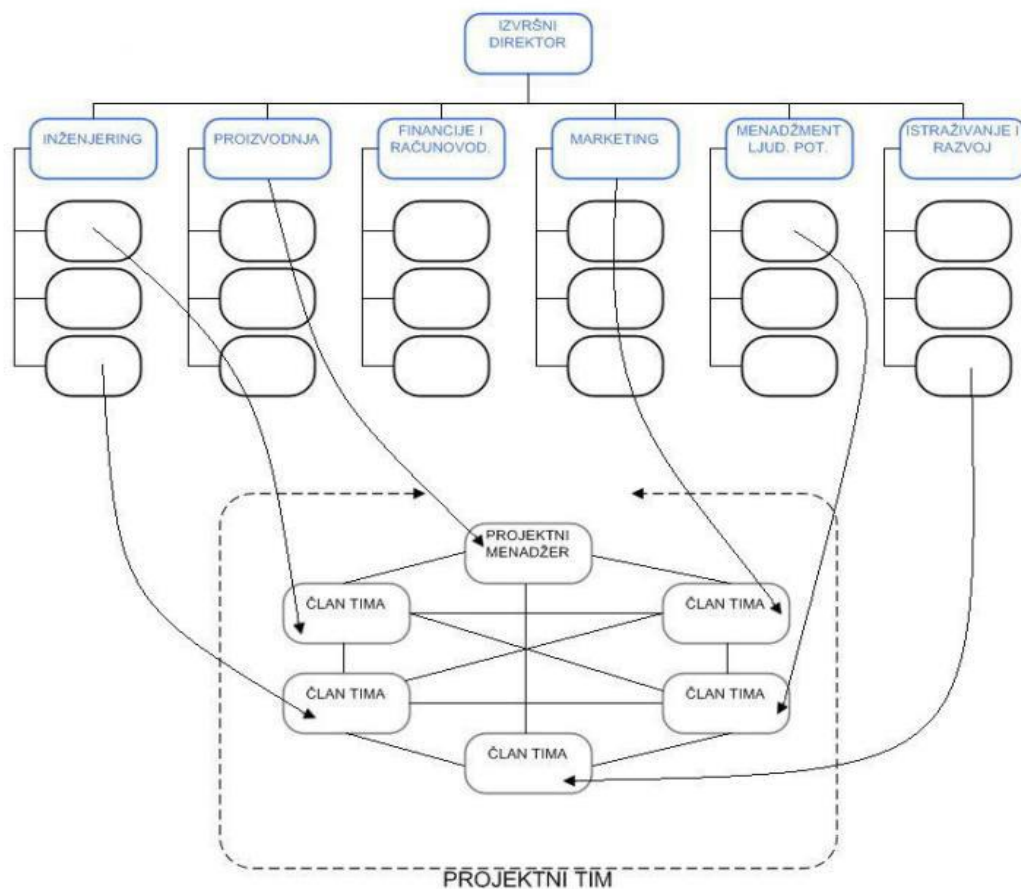 IZVRŠNI
DIREKTOR
INŽENJERING
PROIZVODNJA
FINANCIJE I
RAČUNOVOD.
MARKETING
MENADŽMENT
LJUD. POT.
ISTRAŽIVANJE I
RAZVOJ
PROJEKTNI
MENADŽER
ČLAN TIMA
ČLAN TIMA
ČLAN TIMA
ČLAN TIMA
ČLAN TIMA
PROJEKTNI TIM